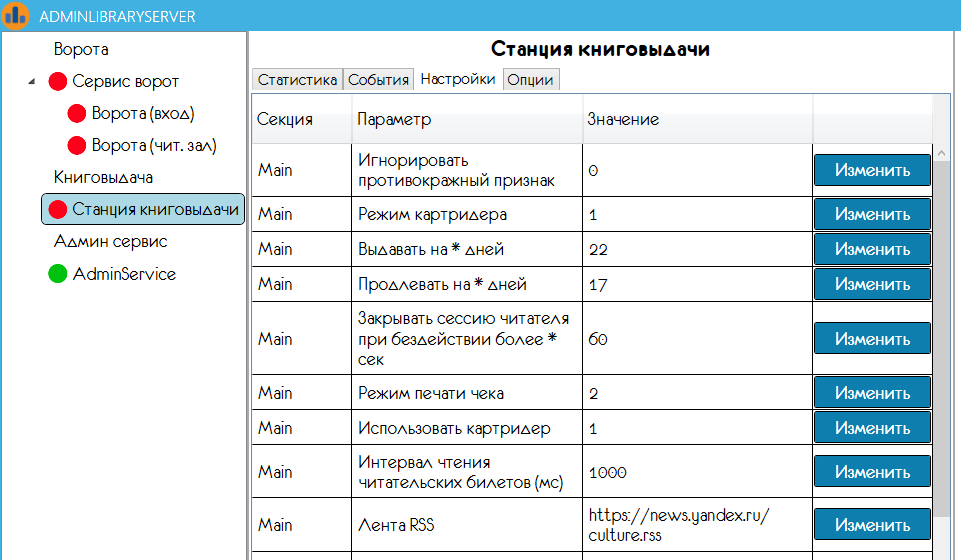 ADMINLIBRARYSERVER
Ворота
Сервис ворот
Ворота (вход)
Ворота (чит. зал)
Книговыдача
Станция книговыдачи
Админ сервис
AdminService
Станция книговыдачи
Статистика События Настройки Опции
Секция Параметр Значение
Main Игнорировать противокражный признак 0 Изменить
Main Режим картридера 1 Изменить
Main Выдавать на * дней 22 Изменить
Main Продлевать на * дней 17 Изменить
Main Закрывать сессию читателя при бездействии более * сек 60 Изменить
Main Режим печати чека 2 Изменить
Main Использовать картридер 1 Изменить
Main Интервал чтения читательских билетов (мс) 1000 Изменить
Main Лента RSS https://news.yandex.ru/culture.rss Изменить